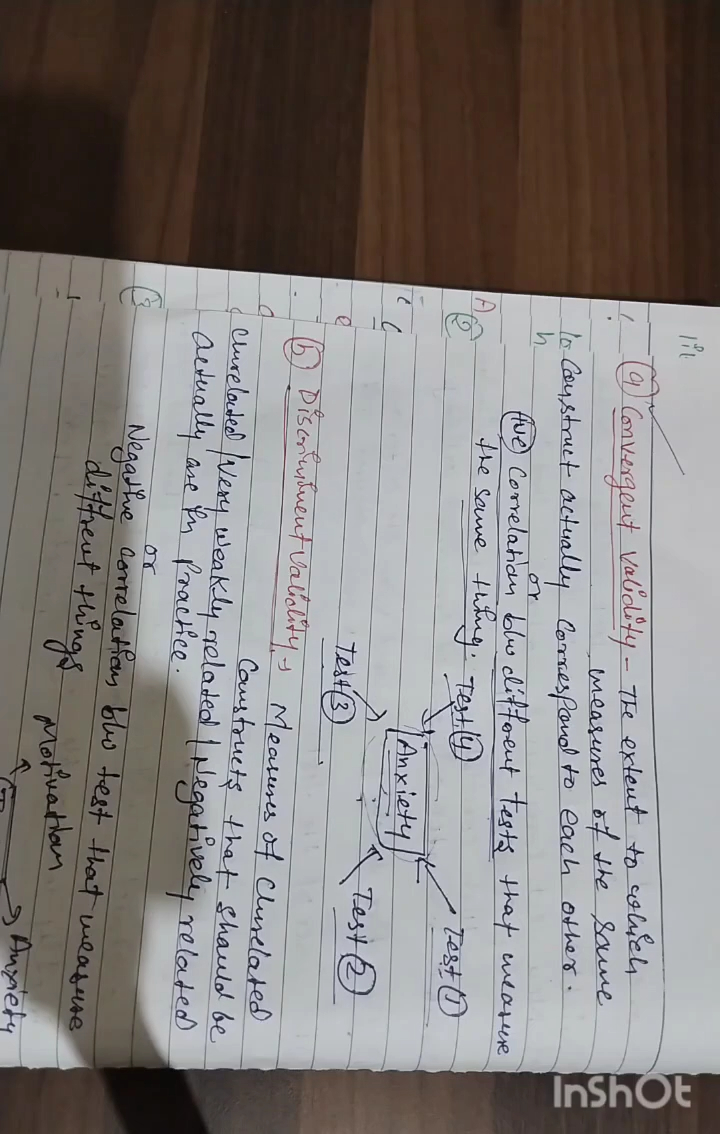 (a) Convergent Validity - The extent to which
measures of the same
Construct actually correspond to each other.
or
(+ve) Correlation b/w different Tests that measure
the same thing.
Test (4)
Test (1)
Anxiety
Test (3)
Test (2)
(b) Discriminent Validity → Measures of Unrelated
Constructs that should be
Unrelated / Very weakly related / Negatively related
actually are in Practice.
or
Negative correlation b/w test that measure
different things
Motivation
Anxiety
InShOt